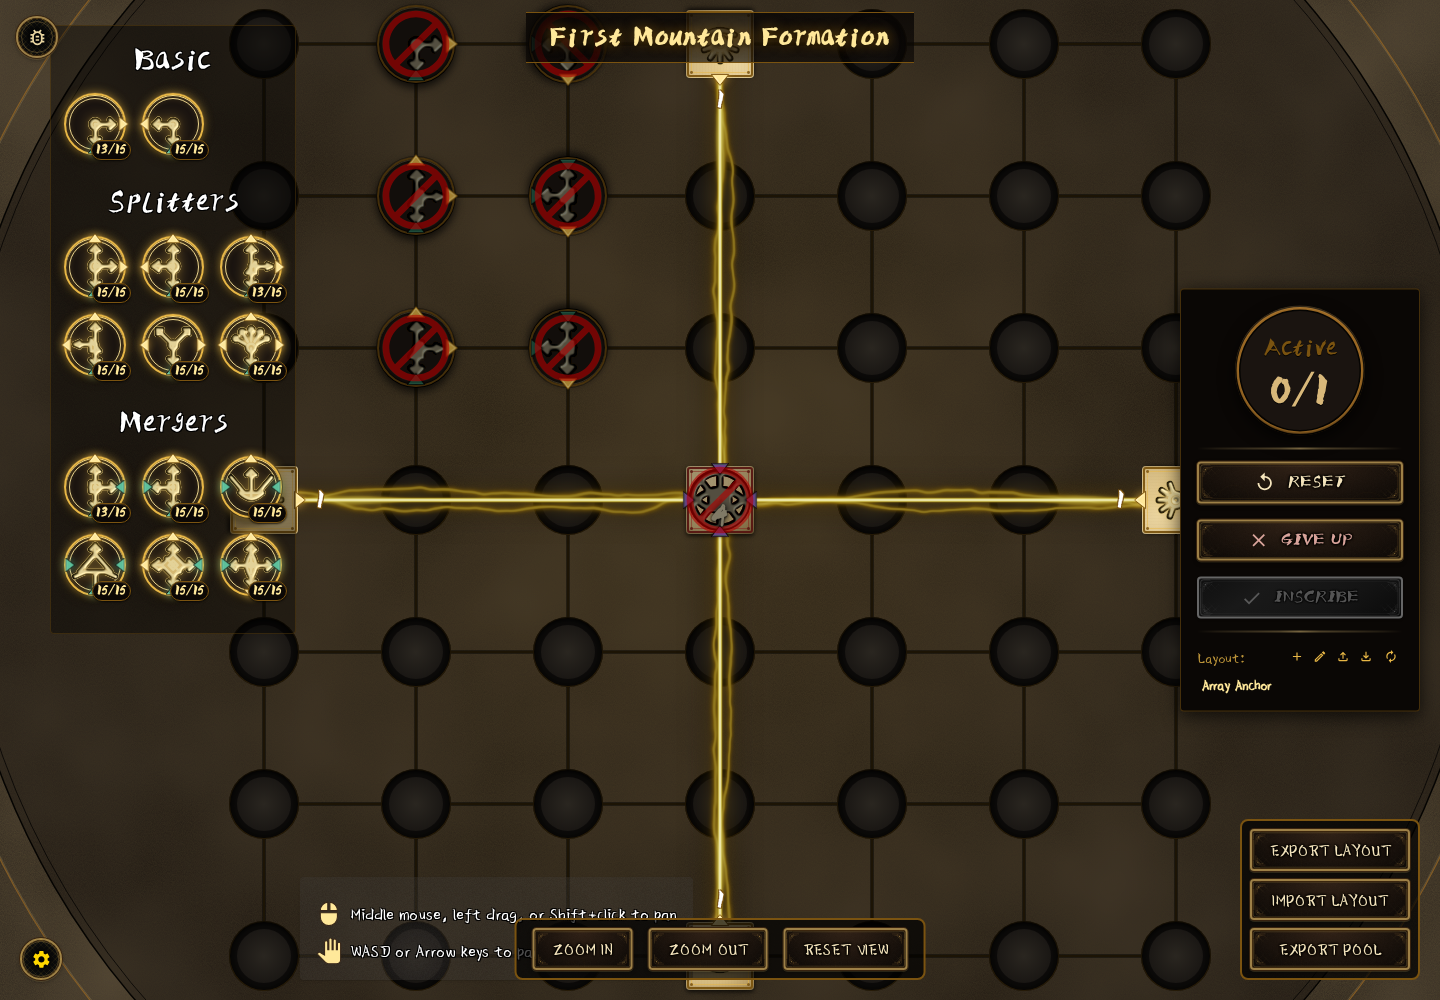 First Mountain Formation
Basic
13/15
15/15
Splitters
15/15
15/15
13/15
15/15
15/15
15/15
Mergers
13/15
15/15
15/15
15/15
15/15
15/15
Active
0/1
RESET
GIVE UP
INSCRIBE
Layout:
Array Anchor
EXPORT LAYOUT
IMPORT LAYOUT
EXPORT POOL
Middle mouse, left drag, or Shift+click to pan
WASD or Arrow keys to pa
ZOOM IN
ZOOM OUT
RESET VIEW